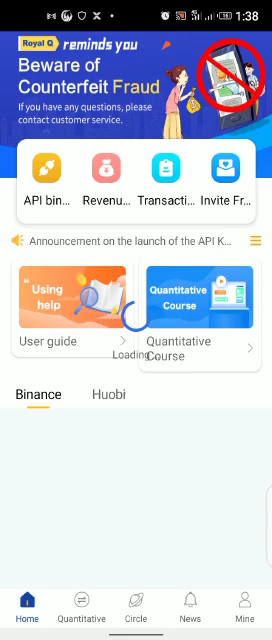 1:38
Royal Q reminds you
Beware of
Counterfeit Fraud
If you have any questions, please
contact customer service.
API bin... Revenu... Transacti... Invite Fr...
Announcement on the launch of the API K...
Using
help
Quantitative
Course
User guide
Quantitative
Course
Loading...
Binance Huobi
Home Quantitative Circle News Mine